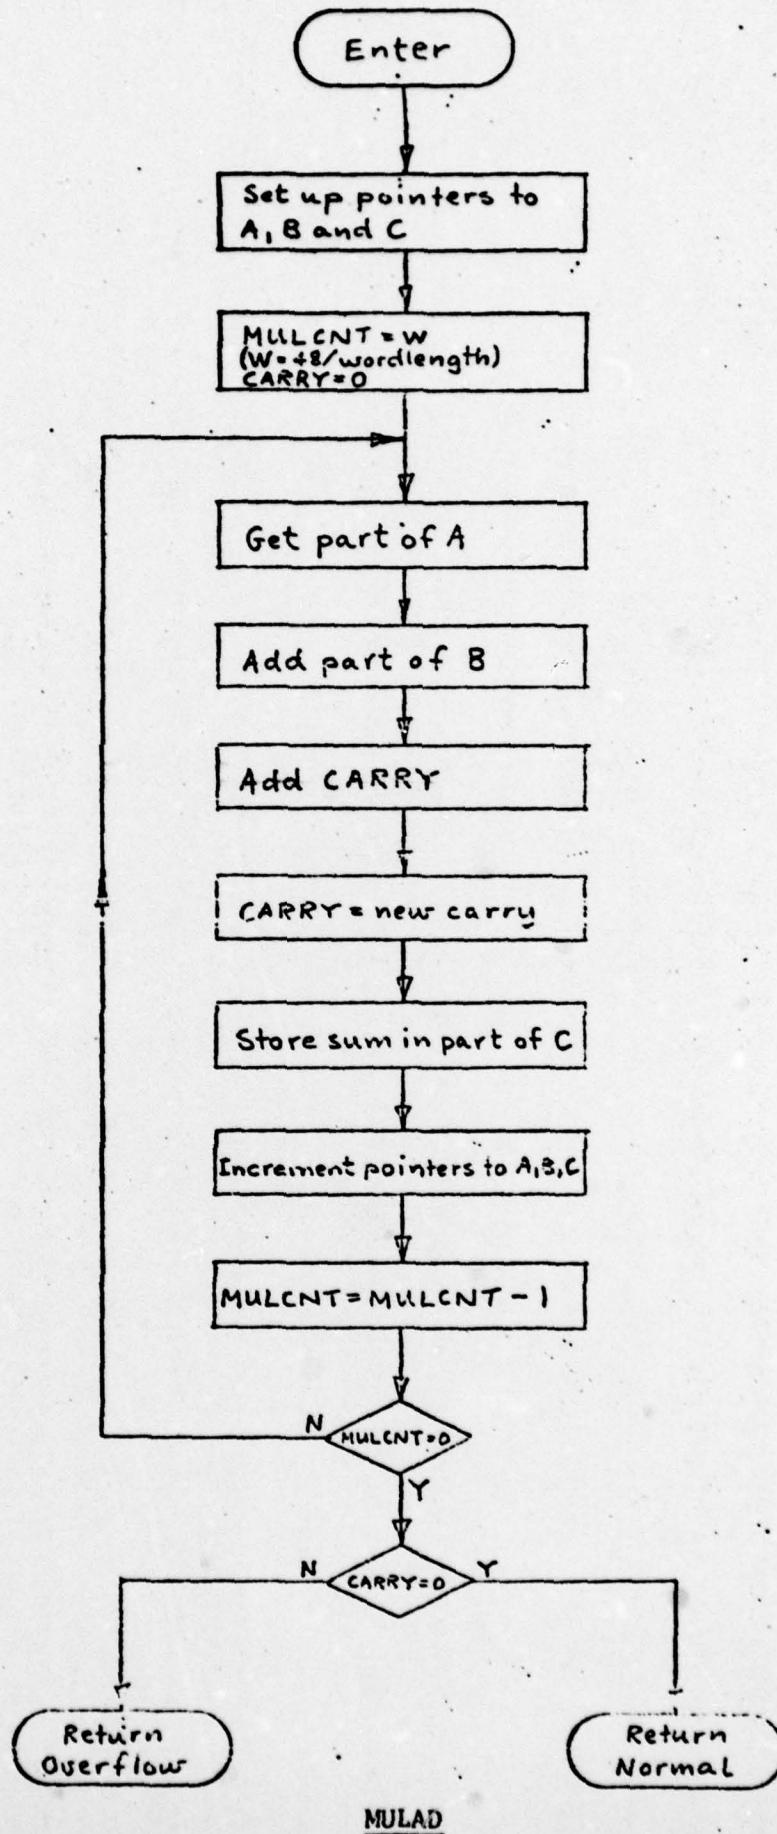 Enter
Set up pointers to
A, B and C
MULCNT = W
(W=48/wordlength)
CARRY=0
Get part of A
Add part of B
Add CARRY
CARRY = new carry
Store sum in part of C
Increment pointers to A,B,C
MULCNT = MULCNT - 1
N
MULCNT=0
Y
N
CARRY=0
Y
Return
Overflow
Return
Normal
MULAD